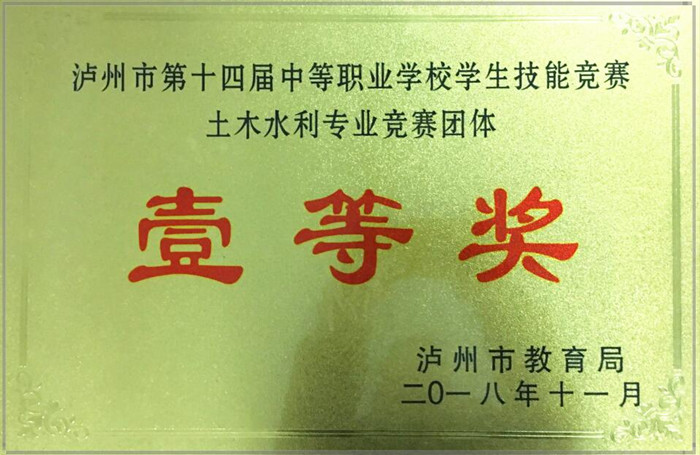 泸州市第十四届中等职业学校学生技能竞赛
土木水利专业竞赛团体
壹等奖
泸州市教育局
二〇一八年十一月